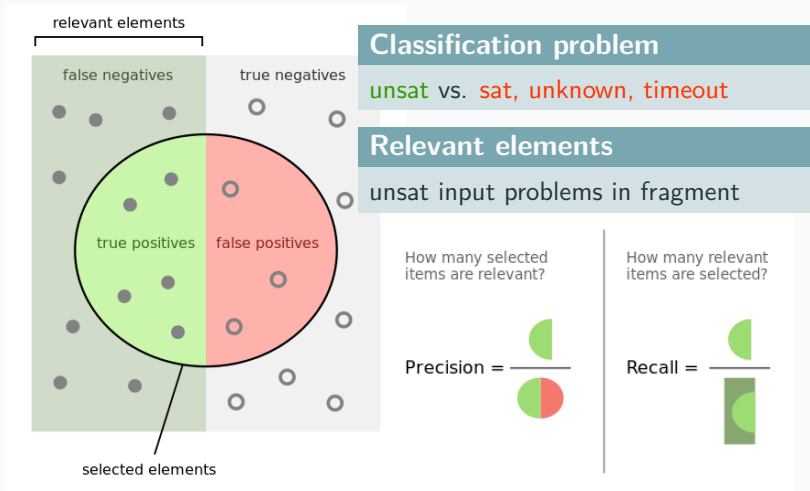 relevant elements
false negatives
true negatives
true positives
false positives
selected elements
Classification problem
unsat vs. sat, unknown, timeout
Relevant elements
unsat input problems in fragment
How many selected
items are relevant?
Precision =
How many relevant
items are selected?
Recall =